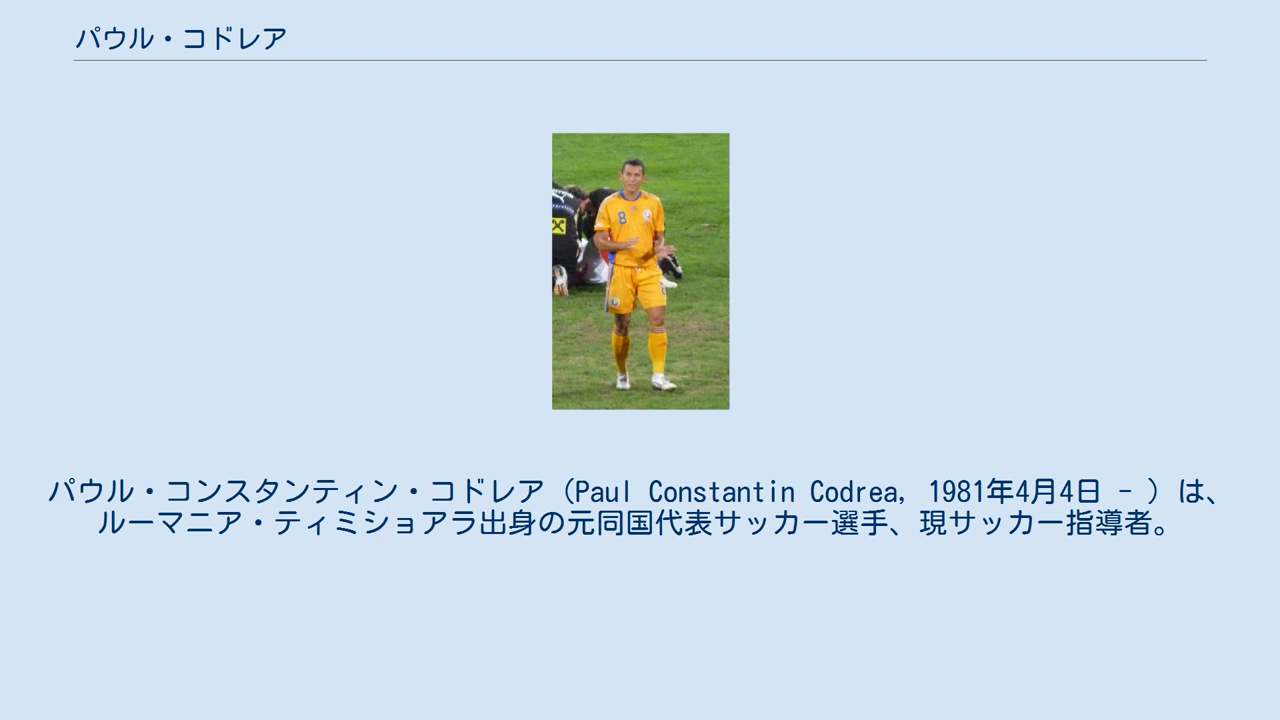 パウル・コドレア
8
パウル・コンスタンティン・コドレア（Paul Constantin Codrea, 1981年4月4日 - ）は、
ルーマニア・ティミショアラ出身の元同国代表サッカー選手、現サッカー指導者。